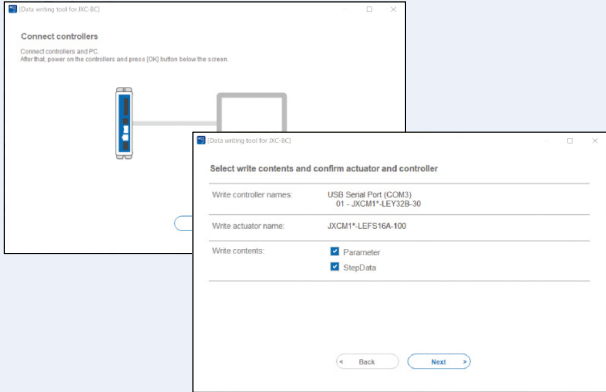 [Data writing tool for JXC-BC]
Connect controllers
Connect controllers and PC.
After that, power on the controllers and press [OK] button below the screen.
[Data writing tool for JXC-BC]
Select write contents and confirm actuator and controller
Write controller names: USB Serial Port (COM3)
01 - JXCM1*-LEY32B-30
Write actuator name: JXCM1*-LEFS16A-100
Write contents: Parameter
StepData
< Back Next >